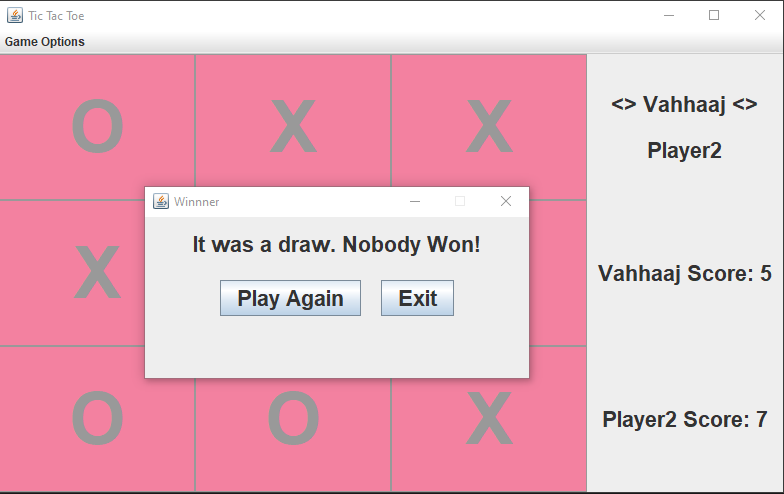 Tic Tac Toe
Game Options
O X X
<> Vahhaaj <>
Player2
Winnner
It was a draw. Nobody Won!
Play Again Exit
X
Vahhaaj Score: 5
O O X
Player2 Score: 7